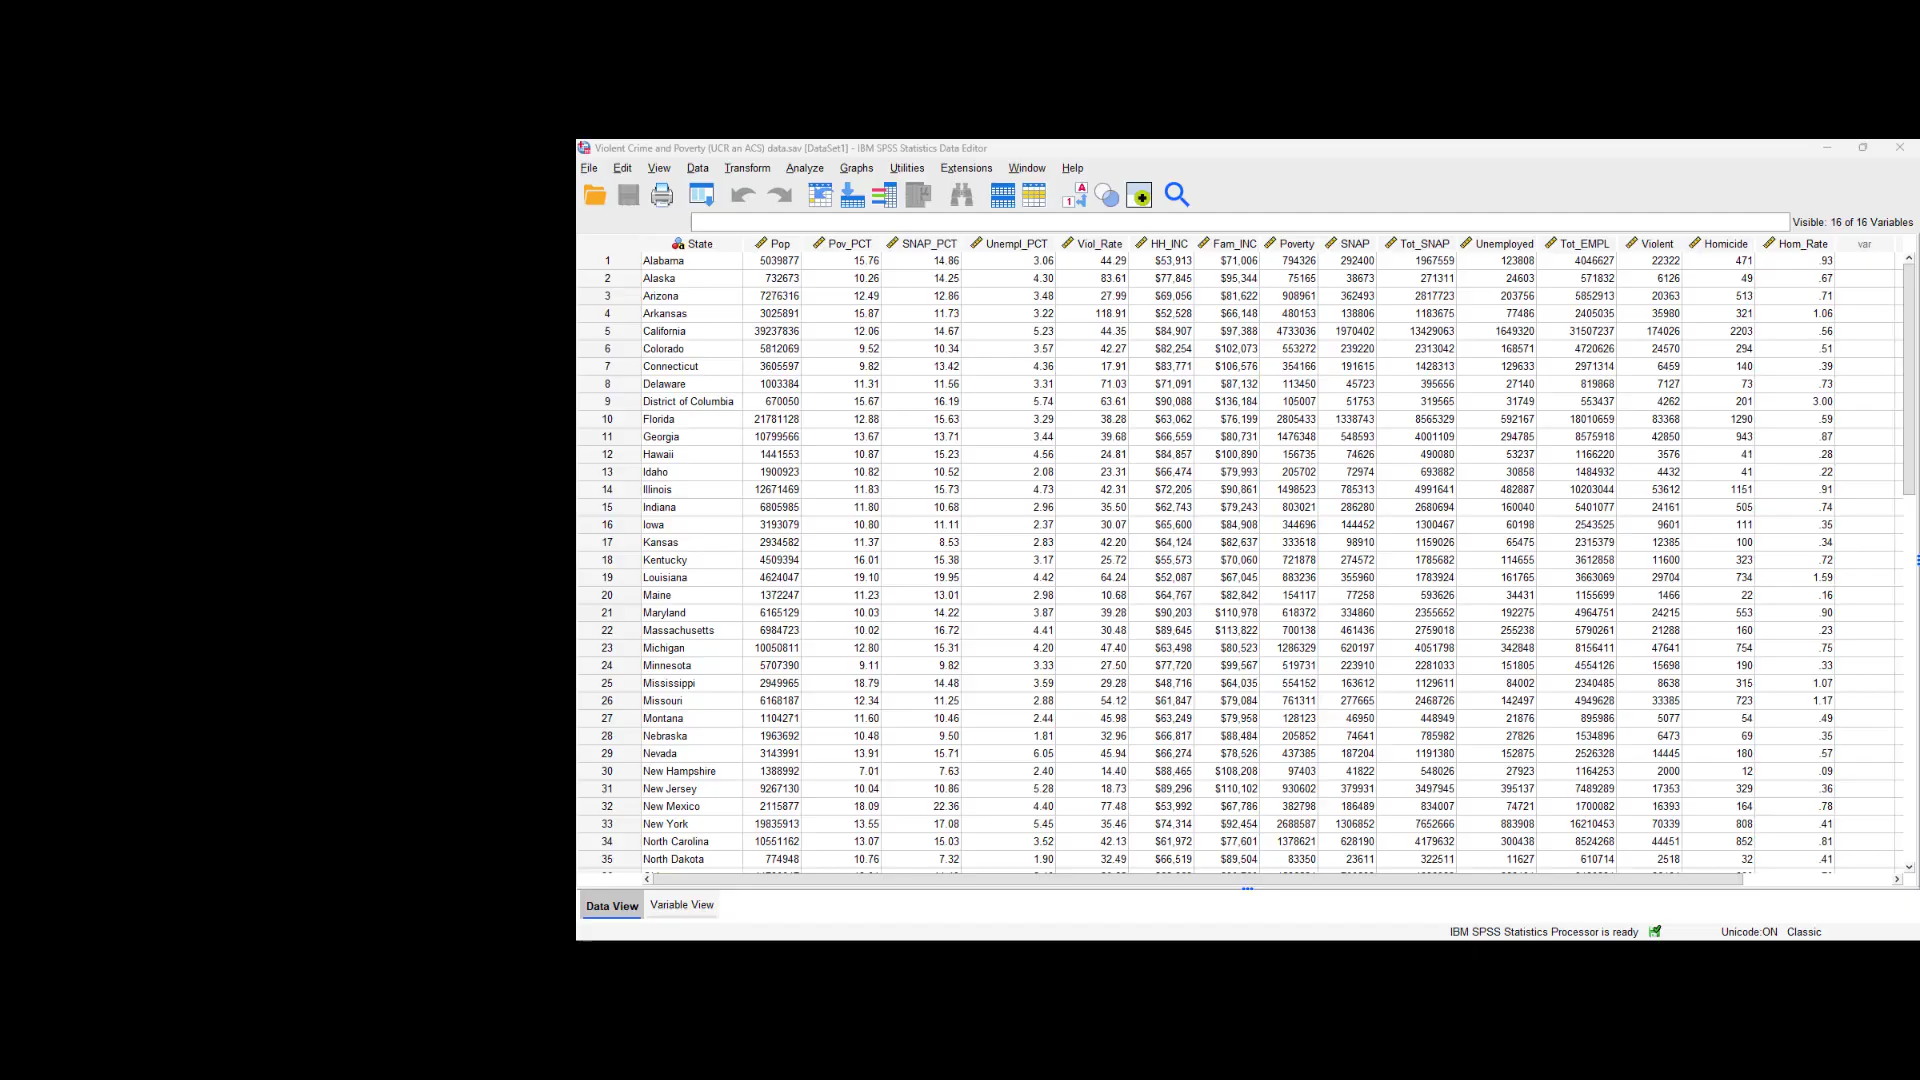 Violent Crime and Poverty (UCR an ACS) data.sav [DataSet1] - IBM SPSS Statistics Data Editor
File Edit View Data Transform Analyze Graphs Utilities Extensions Window Help
Visible: 16 of 16 Variables
State Pop Pov_PCT SNAP_PCT Unempl_PCT Viol_Rate HH_INC Fam_INC Poverty SNAP Tot_SNAP Unemployed Tot_EMPL Violent Homicide Hom_Rate var
1 Alabama 5039877 15.76 14.86 3.06 44.29 $53,913 $71,006 794326 292400 1967559 123808 4046627 22322 471 .93
2 Alaska 732673 10.26 14.25 4.30 83.61 $77,845 $95,344 75165 38673 271311 24603 571832 6126 49 .67
3 Arizona 7276316 12.49 12.86 3.48 27.99 $69,056 $81,622 908961 362493 2817723 203756 5852913 20363 513 .71
4 Arkansas 3025891 15.87 11.73 3.22 118.91 $52,528 $66,148 480153 138806 1183675 77486 2405035 35980 321 1.06
5 California 39237836 12.06 14.67 5.23 44.35 $84,907 $97,388 4733036 1970402 13429063 1649320 31507237 174026 2203 .56
6 Colorado 5812069 9.52 10.34 3.57 42.27 $82,254 $102,073 553272 239220 2313042 168571 4720626 24570 294 .51
7 Connecticut 3605597 9.82 13.42 4.36 17.91 $83,771 $106,576 354166 191615 1428313 129633 2971314 6459 140 .39
8 Delaware 1003384 11.31 11.56 3.31 71.03 $71,091 $87,132 113450 45723 395656 27140 819868 7127 73 .73
9 District of Columbia 670050 15.67 16.19 5.74 63.61 $90,088 $136,184 105007 51753 319565 31749 553437 4262 201 3.00
10 Florida 21781128 12.88 15.63 3.29 38.28 $63,062 $76,199 2805433 1338743 8565329 592167 18010659 83368 1290 .59
11 Georgia 10799566 13.67 13.71 3.44 39.68 $66,559 $80,731 1476348 548593 4001109 294785 8575918 42850 943 .87
12 Hawaii 1441553 10.87 15.23 4.56 24.81 $84,857 $100,890 156735 74626 490080 53237 1166220 3576 41 .28
13 Idaho 1900923 10.82 10.52 2.08 23.31 $66,474 $79,993 205702 72974 693882 30858 1484932 4432 41 .22
14 Illinois 12671469 11.83 15.73 4.73 42.31 $72,205 $90,861 1498523 785313 4991641 482887 10203044 53612 1151 .91
15 Indiana 6805985 11.80 10.68 2.96 35.50 $62,743 $79,243 803021 286280 2680694 160040 5401077 24161 505 .74
16 Iowa 3193079 10.80 11.11 2.37 30.07 $65,600 $84,908 344696 144452 1300467 60198 2543525 9601 111 .35
17 Kansas 2934582 11.37 8.53 2.83 42.20 $64,124 $82,637 333518 98910 1159026 65475 2315379 12385 100 .34
18 Kentucky 4509394 16.01 15.38 3.17 25.72 $55,573 $70,060 721878 274572 1785682 114655 3612858 11600 323 .72
19 Louisiana 4624047 19.10 19.95 4.42 64.24 $52,087 $67,045 883236 355960 1783924 161765 3663069 29704 734 1.59
20 Maine 1372247 11.23 13.01 2.98 10.68 $64,767 $82,842 154117 77258 593626 34431 1155699 1466 22 .16
21 Maryland 6165129 10.03 14.22 3.87 39.28 $90,203 $110,978 618372 334860 2355652 192275 4964751 24215 553 .90
22 Massachusetts 6984723 10.02 16.72 4.41 30.48 $89,645 $113,822 700138 461436 2759018 255238 5790261 21288 160 .23
23 Michigan 10050811 12.80 15.31 4.20 47.40 $63,498 $80,523 1286329 620197 4051798 342848 8156411 47641 754 .75
24 Minnesota 5707390 9.11 9.82 3.33 27.50 $77,720 $99,567 519731 223910 2281033 151805 4554126 15698 190 .33
25 Mississippi 2949965 18.79 14.48 3.59 29.28 $48,716 $64,035 554152 163612 1129611 84002 2340485 8638 315 1.07
26 Missouri 6168187 12.34 11.25 2.88 54.12 $61,847 $79,084 761311 277665 2468726 142497 4949628 33385 723 1.17
27 Montana 1104271 11.60 10.46 2.44 45.98 $63,249 $79,958 128123 46950 448949 21876 895986 5077 54 .49
28 Nebraska 1963692 10.48 9.50 1.81 32.96 $66,817 $88,484 205852 74641 785982 27826 1534896 6473 69 .35
29 Nevada 3143991 13.91 15.71 6.05 45.94 $66,274 $78,526 437385 187204 1191380 152875 2526328 14445 180 .57
30 New Hampshire 1388992 7.01 7.63 2.40 14.40 $88,465 $108,208 97403 41822 548026 27923 1164253 2000 12 .09
31 New Jersey 9267130 10.04 10.86 5.28 18.73 $89,296 $110,102 930602 379931 3497945 395137 7489289 17353 329 .36
32 New Mexico 2115877 18.09 22.36 4.40 77.48 $53,992 $67,786 382798 186489 834007 74721 1700082 16393 164 .78
33 New York 19835913 13.55 17.08 5.45 35.46 $74,314 $92,454 2688587 1306852 7652666 883908 16210453 70339 808 .41
34 North Carolina 10551162 13.07 15.03 3.52 42.13 $61,972 $77,601 1378621 628190 4179632 300438 8524268 44451 852 .81
35 North Dakota 774948 10.76 7.32 1.90 32.49 $66,519 $89,504 83350 23611 322511 11627 610714 2518 32 .41
Data View Variable View
IBM SPSS Statistics Processor is ready Unicode:ON Classic